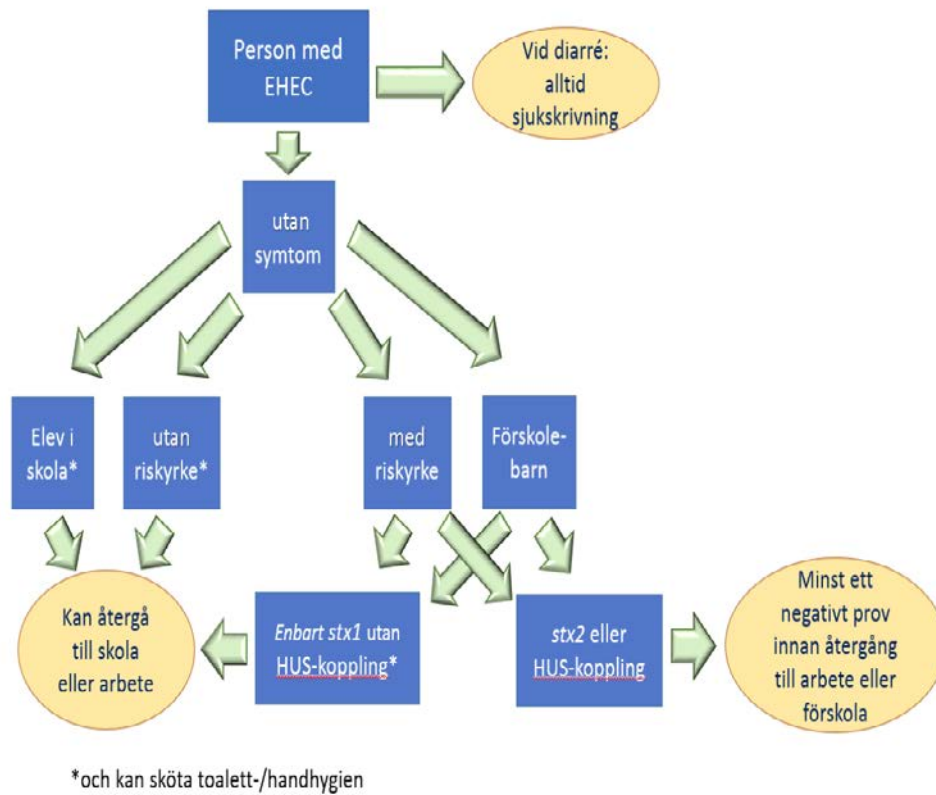 Person med
EHEC
Vid diarré:
alltid
sjukskrivning
utan
symtom
Elev i
skola*
utan
riskyrke*
med
riskyrke
Förskole-
barn
Kan återgå
till skola
eller arbete
Enbart stx1 utan
HUS-koppling*
stx2 eller
HUS-koppling
Minst ett
negativt prov
innan återgång
till arbete eller
förskola
*och kan sköta toalett-/handhygien